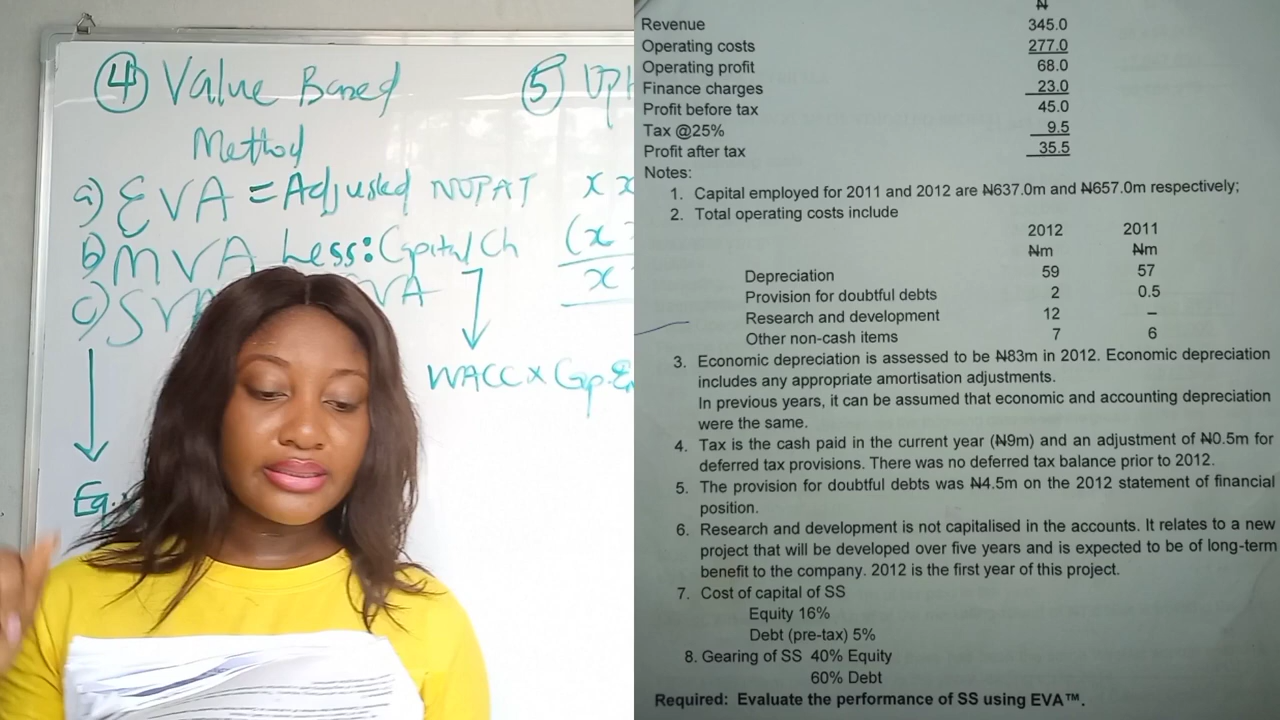 ④ Value Based
Method
a) EVA = Adjusted NOPAT
b) MVA Less: Capital Ch
c)
WACC x Cap.
⑤
₦
Revenue 345.0
Operating costs 277.0
Operating profit 68.0
Finance charges 23.0
Profit before tax 45.0
Tax @25% 9.5
Profit after tax 35.5
Notes:
1. Capital employed for 2011 and 2012 are ₦637.0m and ₦657.0m respectively;
2. Total operating costs include
2012 2011
₦m ₦m
Depreciation 59 57
Provision for doubtful debts 2 0.5
Research and development 12 –
Other non-cash items 7 6
3. Economic depreciation is assessed to be ₦83m in 2012. Economic depreciation
includes any appropriate amortisation adjustments.
In previous years, it can be assumed that economic and accounting depreciation
were the same.
4. Tax is the cash paid in the current year (₦9m) and an adjustment of ₦0.5m for
deferred tax provisions. There was no deferred tax balance prior to 2012.
5. The provision for doubtful debts was ₦4.5m on the 2012 statement of financial
position.
6. Research and development is not capitalised in the accounts. It relates to a new
project that will be developed over five years and is expected to be of long-term
benefit to the company. 2012 is the first year of this project.
7. Cost of capital of SS
Equity 16%
Debt (pre-tax) 5%
8. Gearing of SS 40% Equity
60% Debt
Required: Evaluate the performance of SS using EVA™.